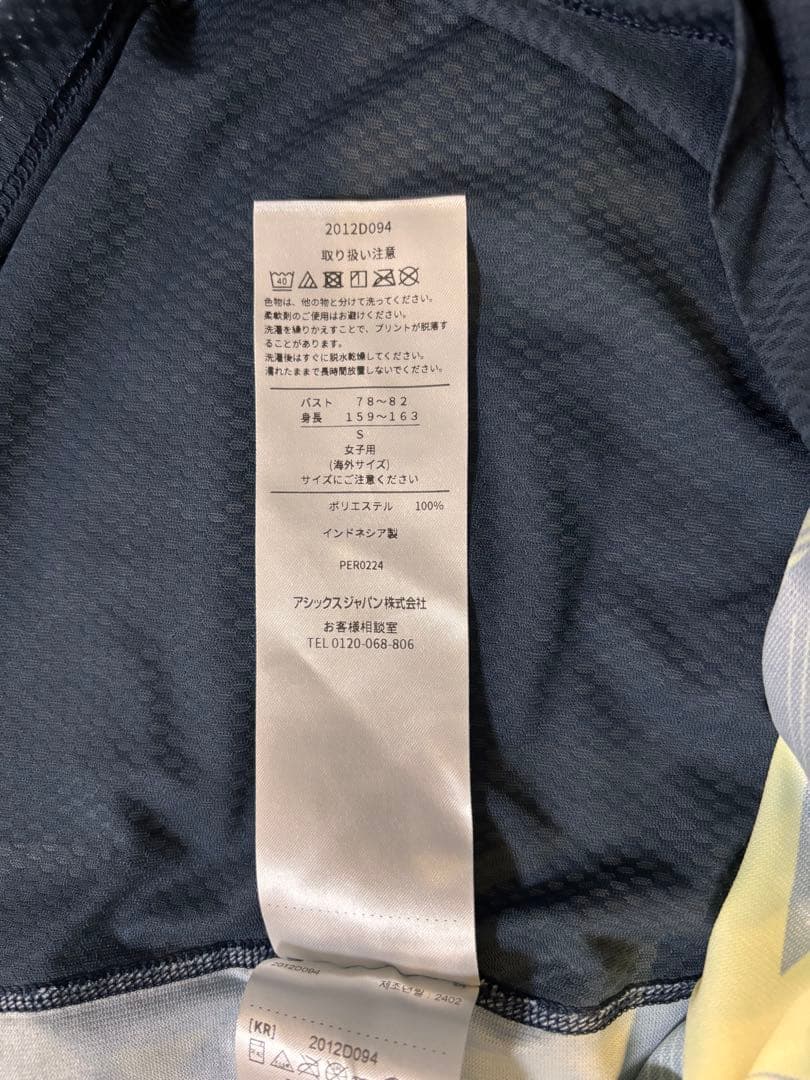 2012D094
取り扱い注意
40
色物は、他の物と分けて洗ってください。
柔軟剤のご使用はお避けください。
洗濯を繰りかえすことで、プリントが脱落す
ることがあります。
洗濯後はすぐに脱水乾燥してください。
濡れたままで長時間放置しないでください。
バスト 78～82
身長 159～163
S
女子用
(海外サイズ)
サイズにご注意ください
ポリエステル 100%
インドネシア製
PER0224
アシックスジャパン株式会社
お客様相談室
TEL 0120-068-806
2012D094
제조년월 : 2402
[KR] 2012D094